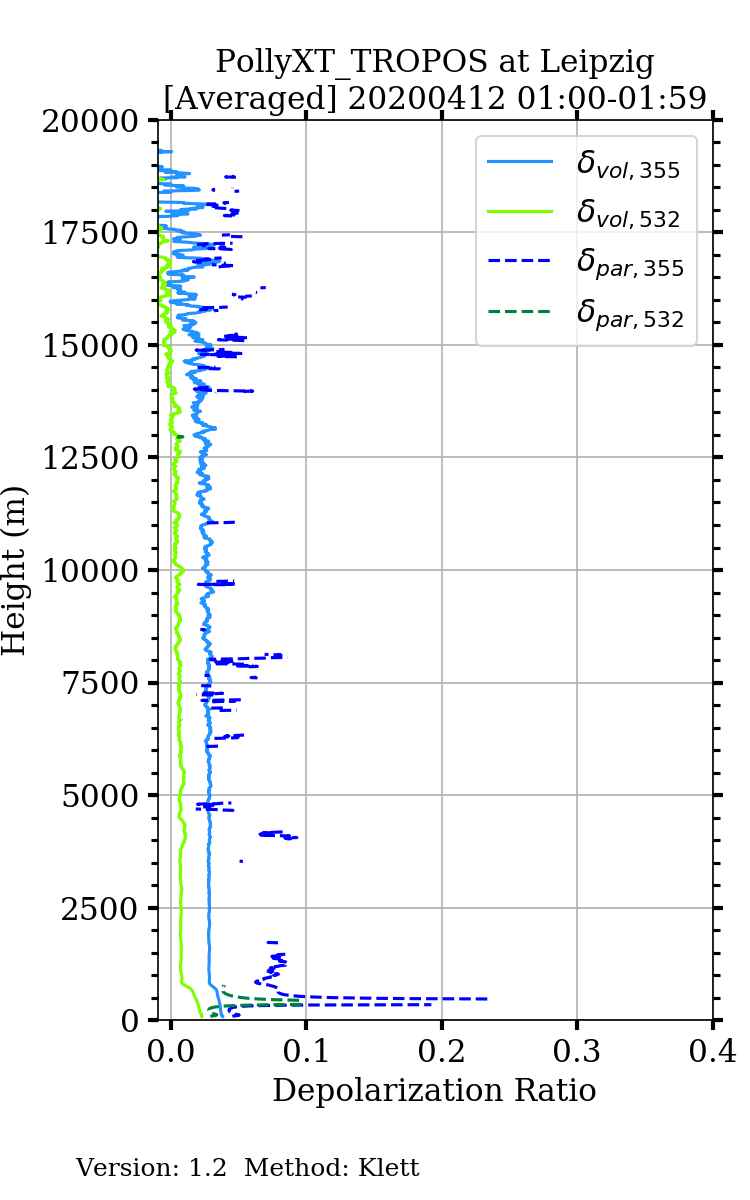 PollyXT_TROPOS at Leipzig
[Averaged] 20200412 01:00-01:59
20000
17500
15000
12500
10000
7500
5000
2500
0
Height (m)
δvol, 355
δvol, 532
δpar, 355
δpar, 532
0.0 0.1 0.2 0.3 0.4
Depolarization Ratio
Version: 1.2 Method: Klett